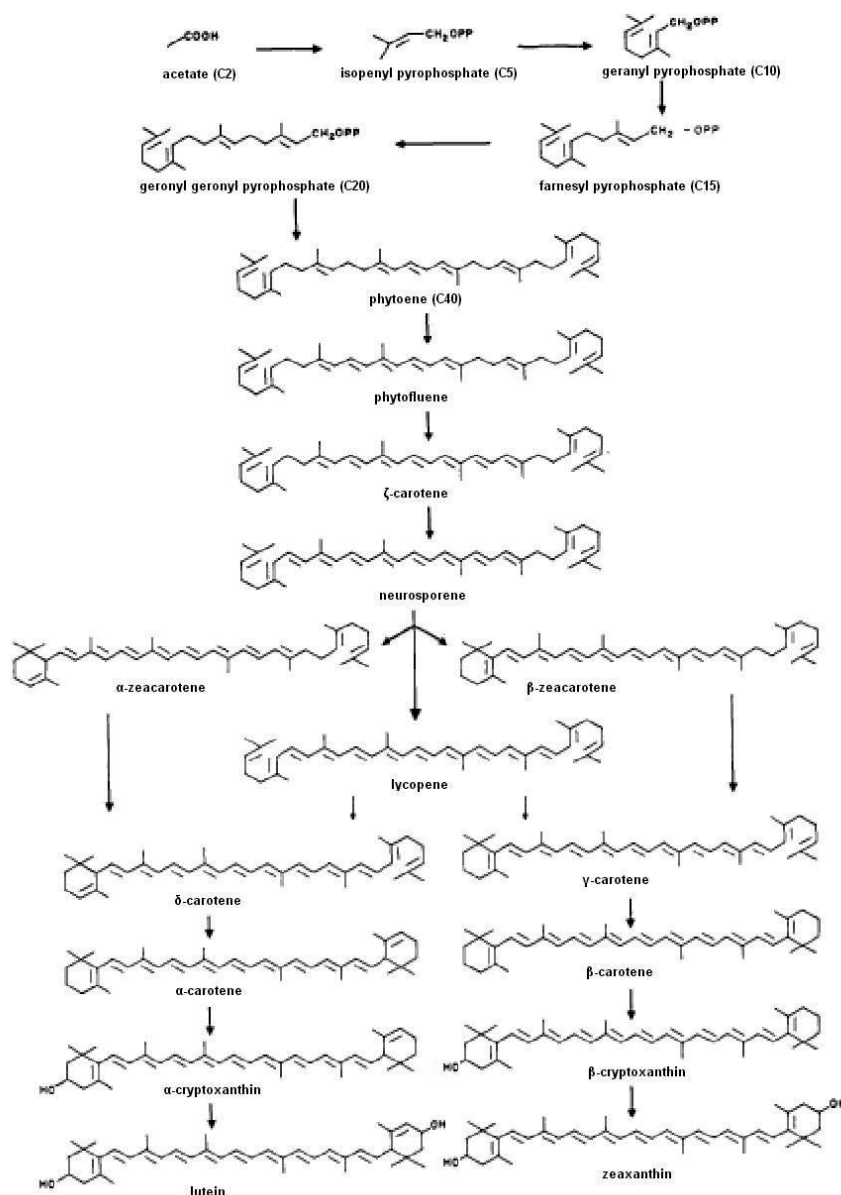 COOH
acetate (C2)
CH2OPP
isopenyl pyrophosphate (C5)
CH2OPP
geranyl pyrophosphate (C10)
CH2OPP
geronyl geronyl pyrophosphate (C20)
CH2 - OPP
farnesyl pyrophosphate (C15)
phytoene (C40)
phytofluene
ζ-carotene
neurosporene
α-zeacarotene
β-zeacarotene
lycopene
δ-carotene
γ-carotene
α-carotene
β-carotene
HO
α-cryptoxanthin
HO
β-cryptoxanthin
OH
HO
lutein
OH
HO
zeaxanthin